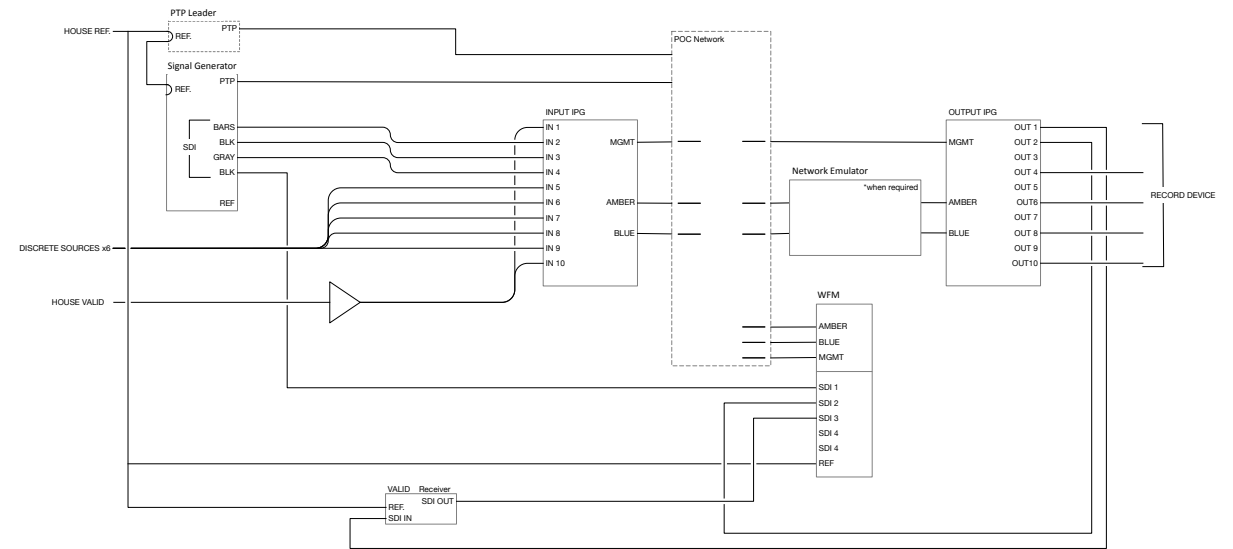 PTP Leader
HOUSE REF.
REF.
PTP
Signal Generator
PTP
REF.
SDI
BARS
BLK
GRAY
BLK
REF
DISCRETE SOURCES x6
HOUSE VALID
INPUT IPG
IN 1
IN 2
IN 3
IN 4
IN 5
IN 6
IN 7
IN 8
IN 9
IN 10
MGMT
AMBER
BLUE
POC Network
Network Emulator
*when required
OUTPUT IPG
MGMT
AMBER
BLUE
OUT 1
OUT 2
OUT 3
OUT 4
OUT 5
OUT6
OUT 7
OUT 8
OUT 9
OUT10
RECORD DEVICE
WFM
AMBER
BLUE
MGMT
SDI 1
SDI 2
SDI 3
SDI 4
SDI 4
REF
VALID Receiver
SDI OUT
REF.
SDI IN